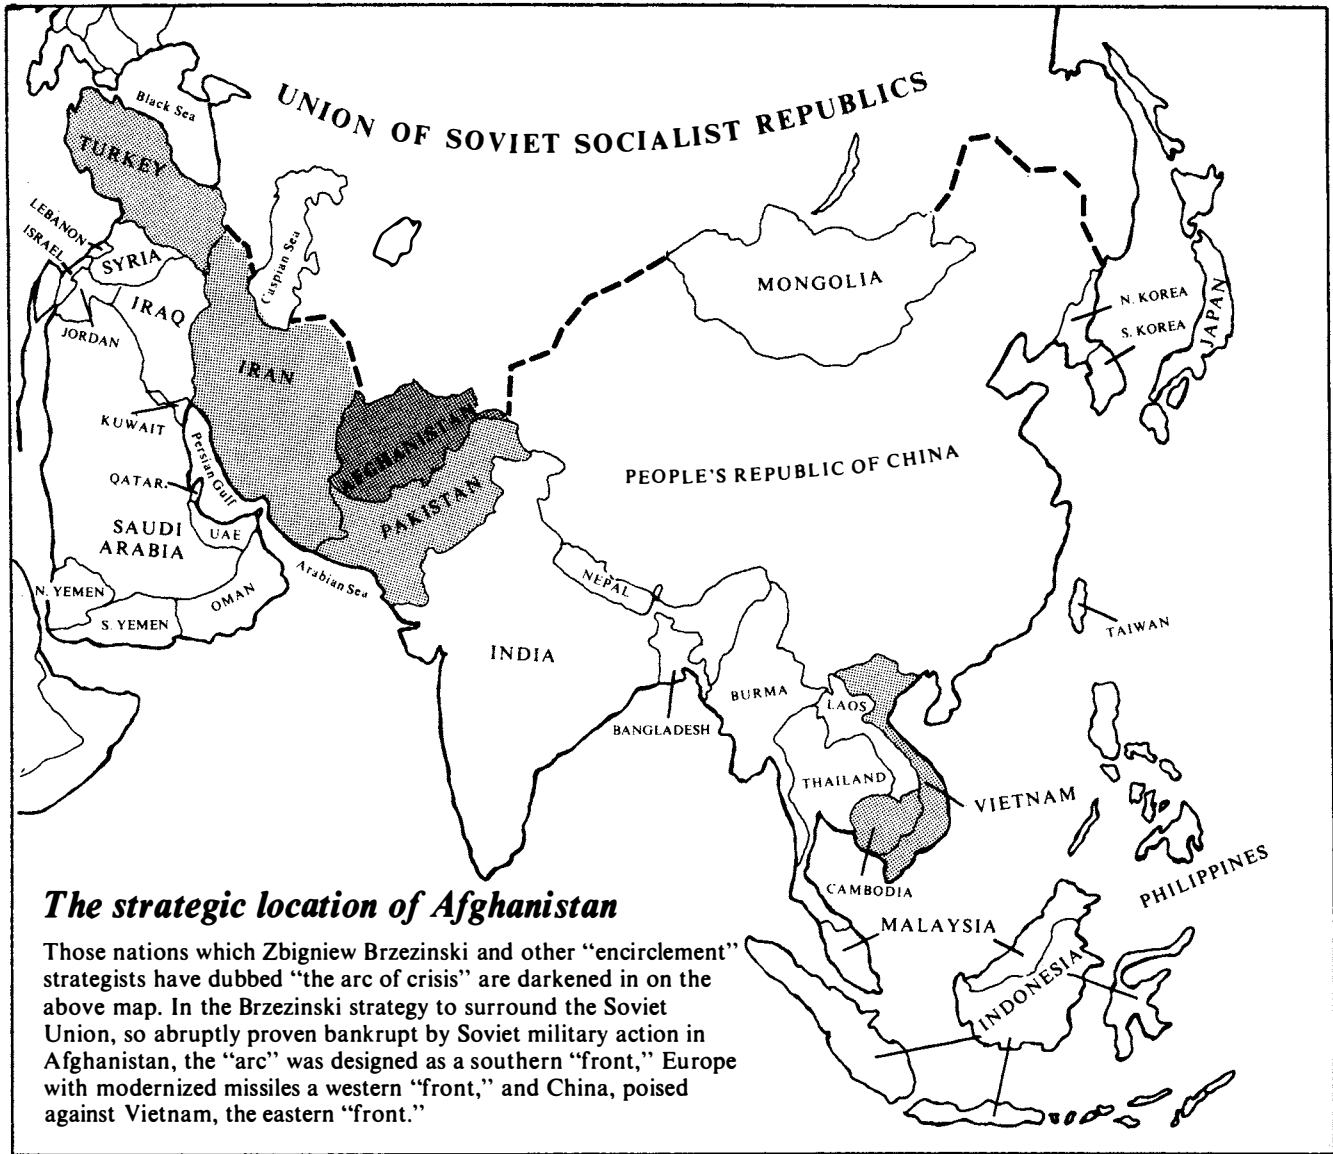 UNION OF SOVIET SOCIALIST REPUBLICS
Black Sea
TURKEY
LEBANON
ISRAEL
SYRIA
Caspian Sea
MONGOLIA
IRAQ
JORDAN
N. KOREA
S. KOREA
JAPAN
IRAN
KUWAIT
AFGHANISTAN
Persian Gulf
PEOPLE'S REPUBLIC OF CHINA
QATAR
PAKISTAN
SAUDI
ARABIA
UAE
Arabian Sea
NEPAL
N. YEMEN
OMAN
S. YEMEN
TAIWAN
INDIA
BURMA
LAOS
BANGLADESH
THAILAND
VIETNAM
CAMBODIA
PHILIPPINES
MALAYSIA
INDONESIA
The strategic location of Afghanistan
Those nations which Zbigniew Brzezinski and other “encirclement”
strategists have dubbed “the arc of crisis” are darkened in on the
above map. In the Brzezinski strategy to surround the Soviet
Union, so abruptly proven bankrupt by Soviet military action in
Afghanistan, the “arc” was designed as a southern “front,” Europe
with modernized missiles a western “front,” and China, poised
against Vietnam, the eastern “front.”